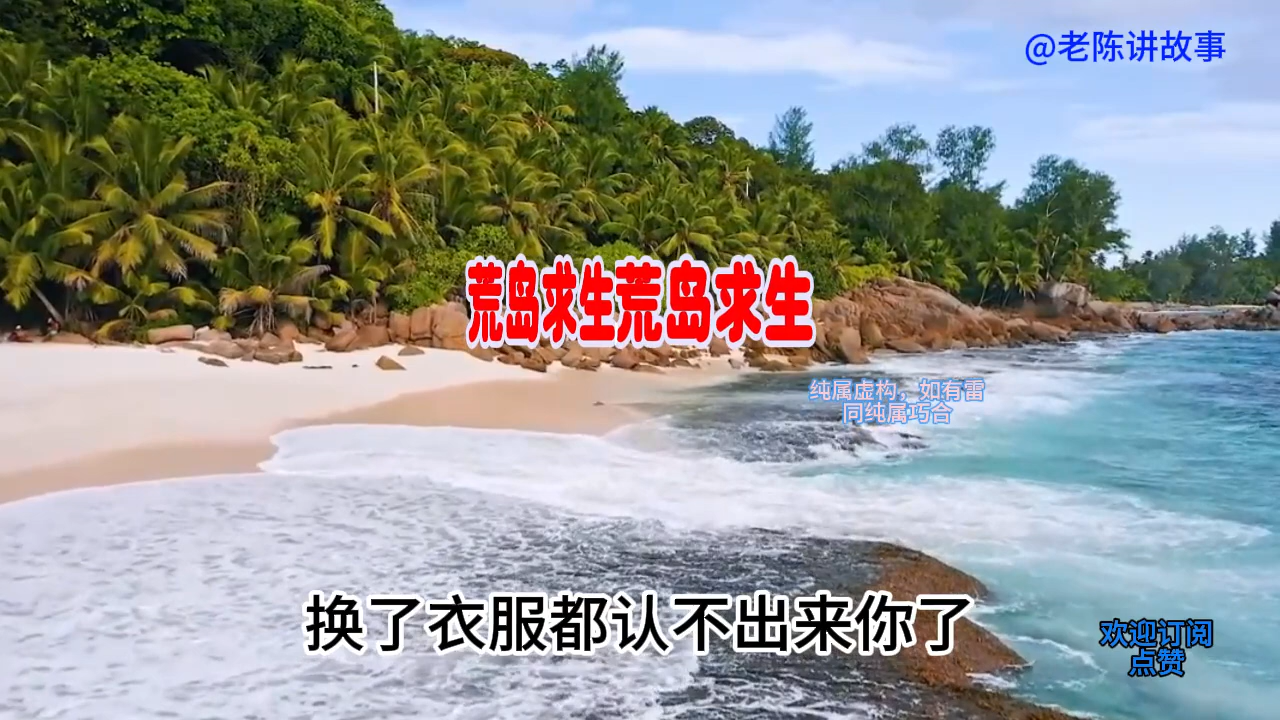 @老陈讲故事
荒岛求生荒岛求生
纯属虚构，如有雷
同纯属巧合
换了衣服都认不出来你了
欢迎订阅
点赞